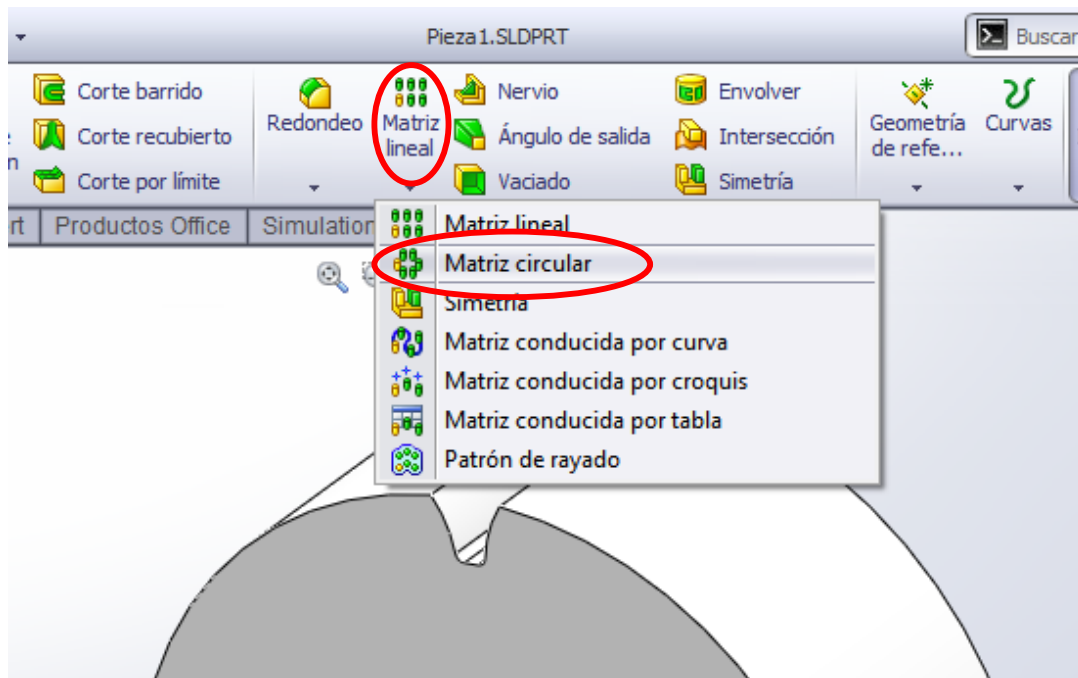 Pieza1.SLDPRT
Buscar
Corte barrido
Corte recubierto
Corte por límite
Redondeo
Matriz
lineal
Nervio
Ángulo de salida
Vaciado
Envolver
Intersección
Simetría
Geometría
de refe...
Curvas
Productos Office
Simulation
Matriz lineal
Matriz circular
Simetría
Matriz conducida por curva
Matriz conducida por croquis
Matriz conducida por tabla
Patrón de rayado